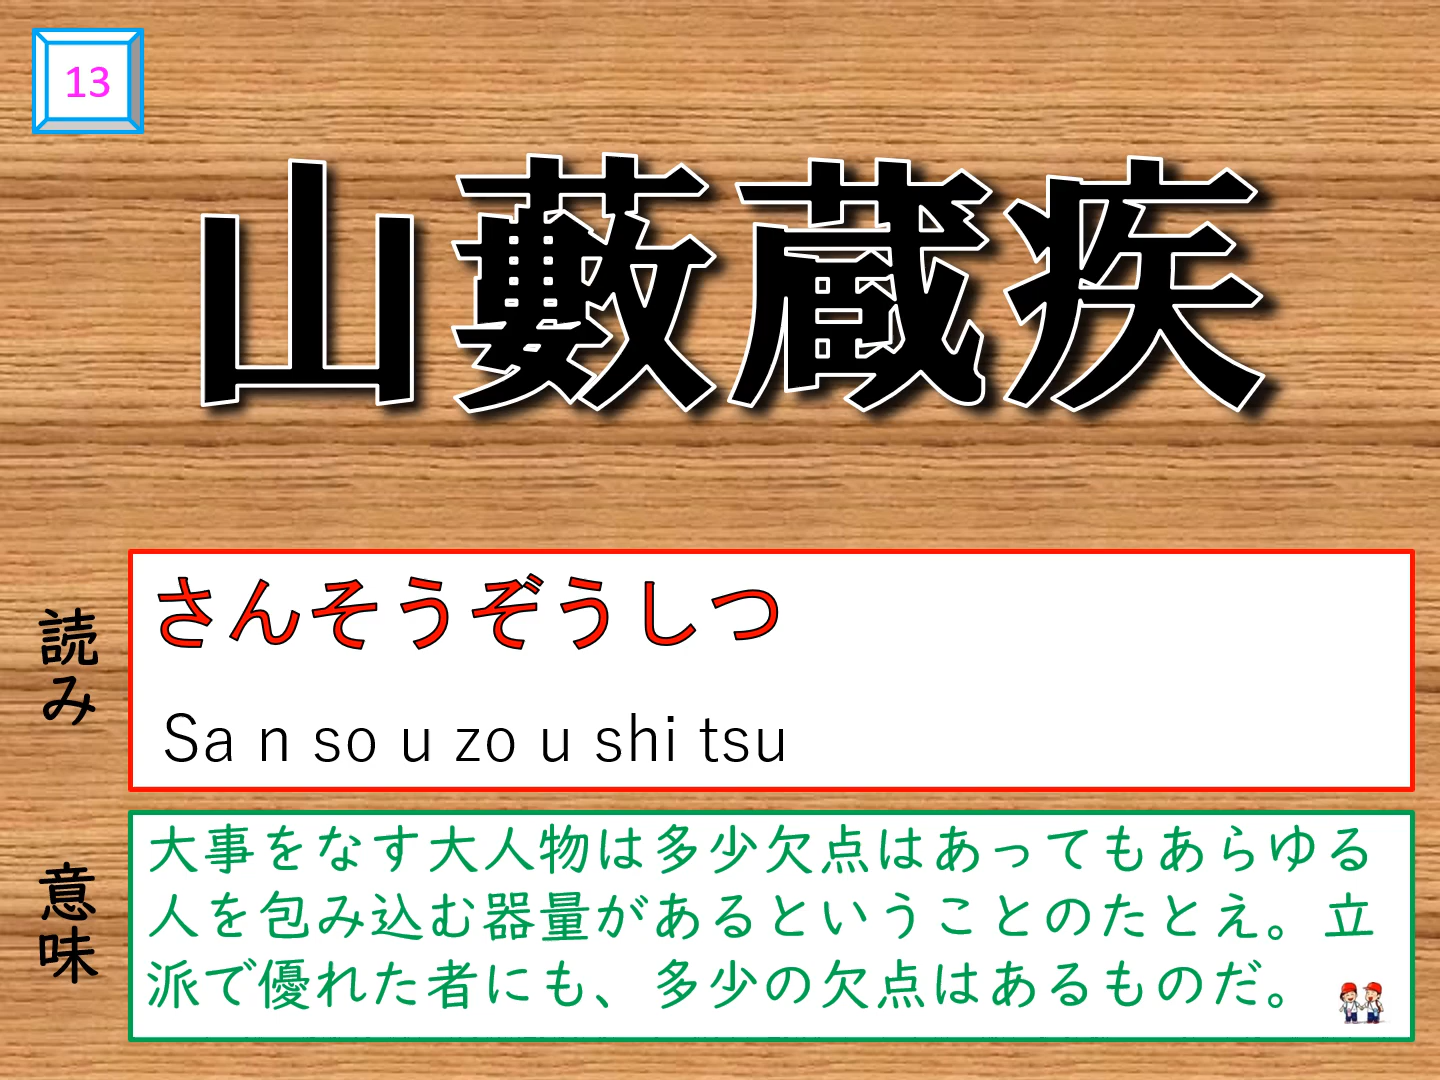 13
山藪蔵疾
読み
さんそうぞうしつ
Sa n so u zo u shi tsu
意味
大事をなす大人物は多少欠点はあってもあらゆる
人を包み込む器量があるということのたとえ。立
派で優れた者にも、多少の欠点はあるものだ。